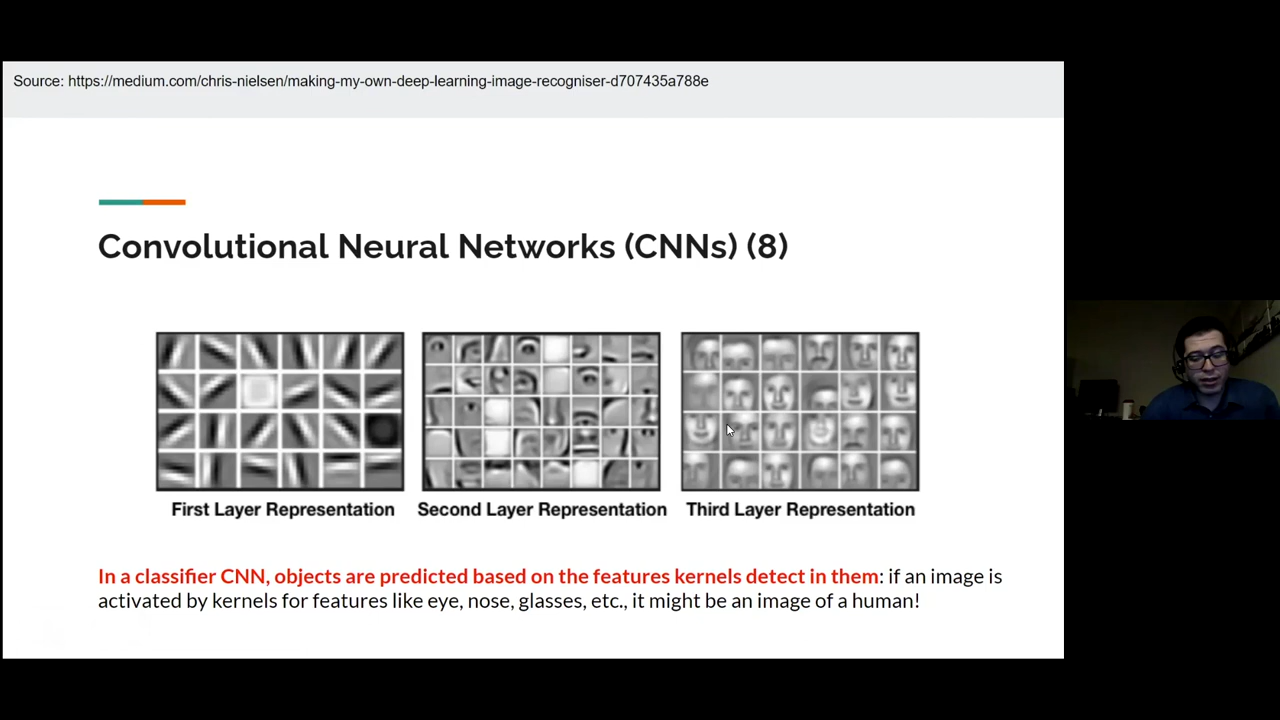 Source: https://medium.com/chris-nielsen/making-my-own-deep-learning-image-recogniser-d707435a788e
Convolutional Neural Networks (CNNs) (8)
First Layer Representation
Second Layer Representation
Third Layer Representation
In a classifier CNN, objects are predicted based on the features kernels detect in them: if an image is
activated by kernels for features like eye, nose, glasses, etc., it might be an image of a human!